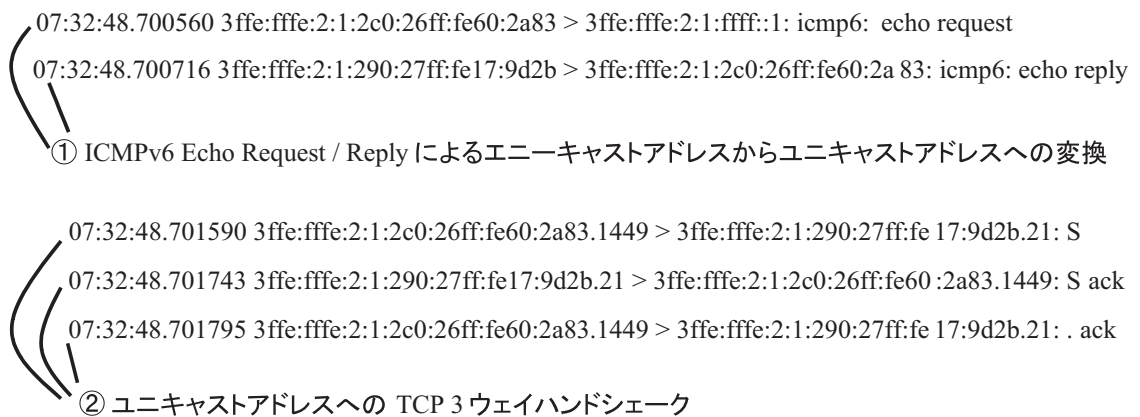 07:32:48.700560 3ffe:fffe:2:1:2c0:26ff:fe60:2a83 > 3ffe:fffe:2:1:ffff::1: icmp6: echo request
07:32:48.700716 3ffe:fffe:2:1:290:27ff:fe17:9d2b > 3ffe:fffe:2:1:2c0:26ff:fe60:2a 83: icmp6: echo reply
① ICMPv6 Echo Request / Reply によるエニーキャストアドレスからユニキャストアドレスへの変換
07:32:48.701590 3ffe:fffe:2:1:2c0:26ff:fe60:2a83.1449 > 3ffe:fffe:2:1:290:27ff:fe 17:9d2b.21: S
07:32:48.701743 3ffe:fffe:2:1:290:27ff:fe17:9d2b.21 > 3ffe:fffe:2:1:2c0:26ff:fe60 :2a83.1449: S ack
07:32:48.701795 3ffe:fffe:2:1:2c0:26ff:fe60:2a83.1449 > 3ffe:fffe:2:1:290:27ff:fe 17:9d2b.21: . ack
② ユニキャストアドレスへの TCP 3 ウェイハンドシェーク